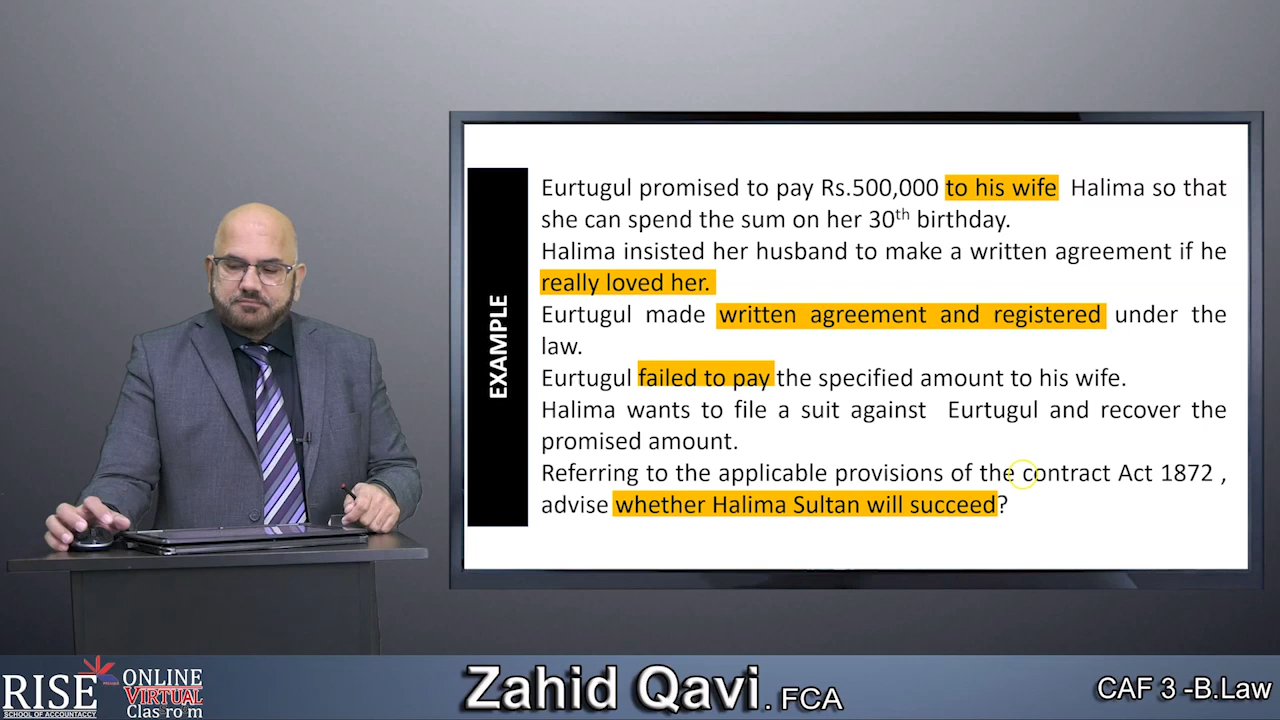 EXAMPLE
Eurtugul promised to pay Rs.500,000 to his wife Halima so that
she can spend the sum on her 30th birthday.
Halima insisted her husband to make a written agreement if he
really loved her.
Eurtugul made written agreement and registered under the
law.
Eurtugul failed to pay the specified amount to his wife.
Halima wants to file a suit against Eurtugul and recover the
promised amount.
Referring to the applicable provisions of the contract Act 1872 ,
advise whether Halima Sultan will succeed?
RISE
SCHOOL OF ACCOUNTACY
ONLINE
VIRTUAL
Clasrom
Zahid Qavi. FCA
CAF 3 -B.Law